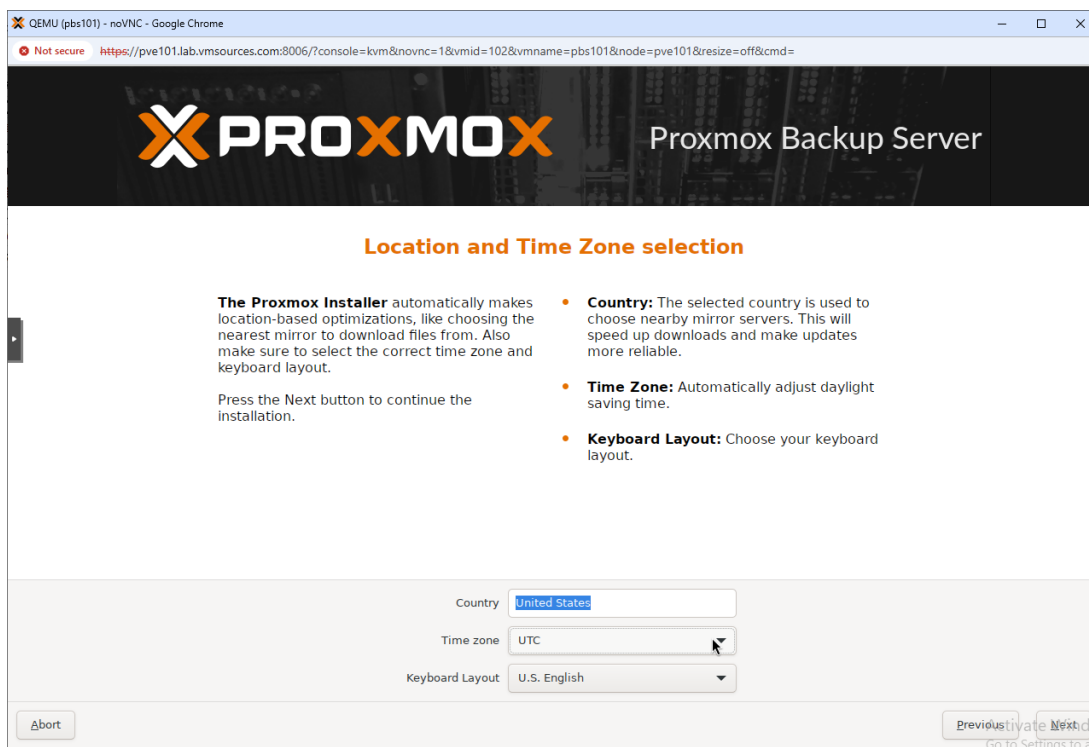 QEMU (pbs101) - noVNC - Google Chrome
Not secure https://pve101.lab.vmsources.com:8006/?console=kvm&novnc=1&vmid=102&vmname=pbs101&node=pve101&resize=off&cmd=
PROXMOX
Proxmox Backup Server
Location and Time Zone selection
The Proxmox Installer automatically makes
location-based optimizations, like choosing the
nearest mirror to download files from. Also
make sure to select the correct time zone and
keyboard layout.
Press the Next button to continue the
installation.
• Country: The selected country is used to
choose nearby mirror servers. This will
speed up downloads and make updates
more reliable.
• Time Zone: Automatically adjust daylight
saving time.
• Keyboard Layout: Choose your keyboard
layout.
Country United States
Time zone UTC
Keyboard Layout U.S. English
Abort
Previous
Next
Activate Wind
Go to Settings to a